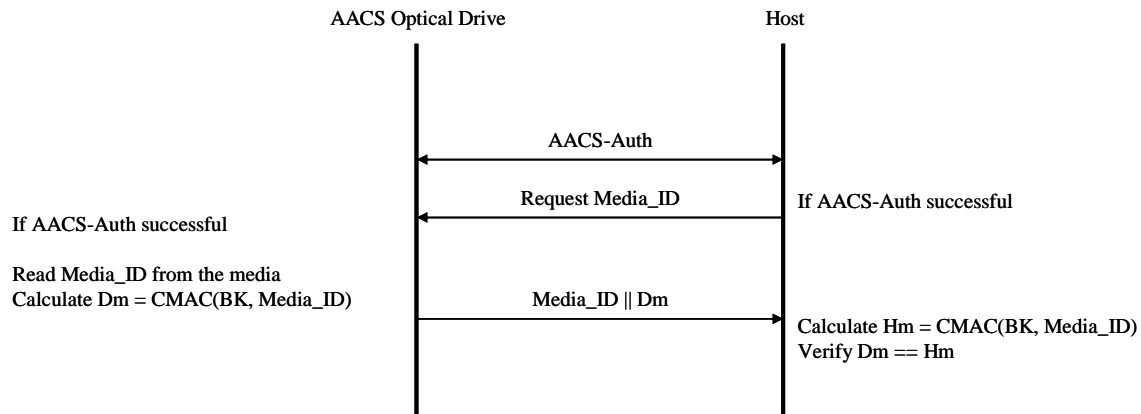 AACS Optical Drive
Host
AACS-Auth
Request Media_ID
If AACS-Auth successful
If AACS-Auth successful
Read Media_ID from the media
Calculate Dm = CMAC(BK, Media_ID)
Media_ID || Dm
Calculate Hm = CMAC(BK, Media_ID)
Verify Dm == Hm